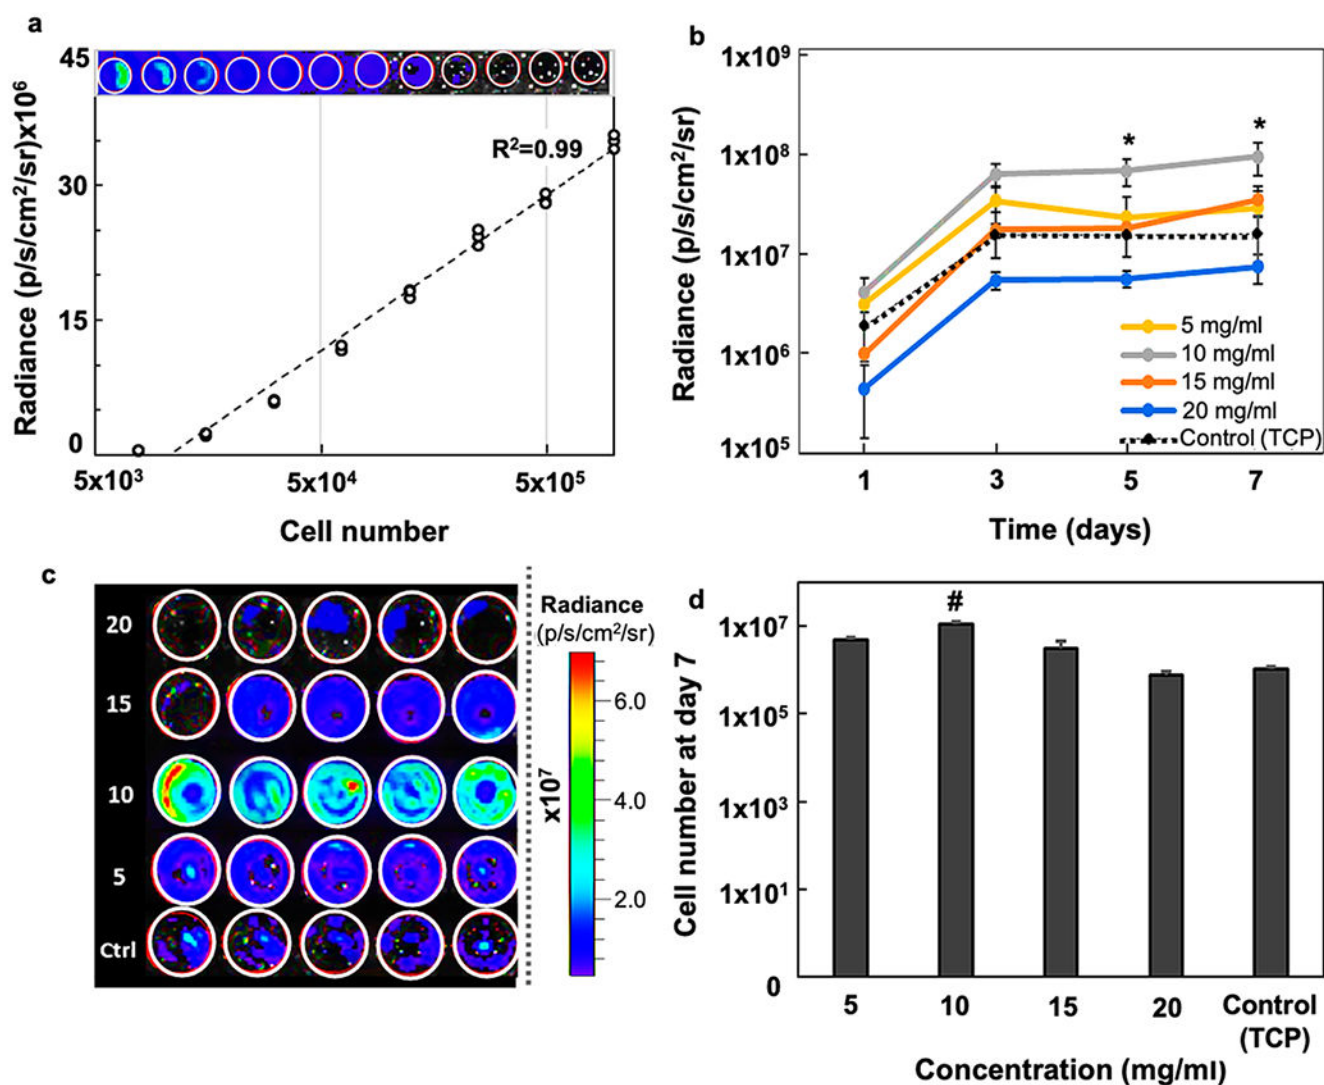 a
Radiance (p/s/cm²/sr)x10⁶
45
30
15
0
R²=0.99
5x10³
5x10⁴
5x10⁵
Cell number
b
Radiance (p/s/cm²/sr)
1x10⁹
1x10⁸
1x10⁷
1x10⁶
1x10⁵
*
*
5 mg/ml
10 mg/ml
15 mg/ml
20 mg/ml
Control (TCP)
1
3
5
7
Time (days)
c
20
15
10
5
Ctrl
Radiance
(p/s/cm²/sr)
x10⁷
6.0
4.0
2.0
d
Cell number at day 7
1x10⁷
1x10⁵
1x10³
1x10¹
0
#
5
10
15
20
Control
(TCP)
Concentration (mg/ml)